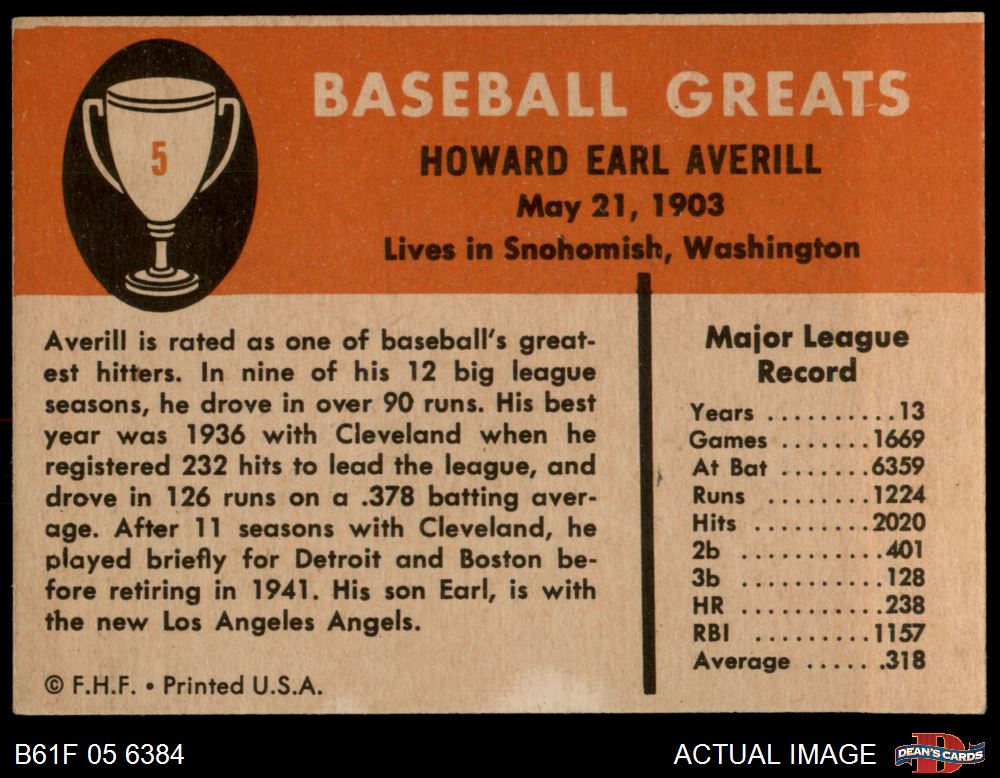 5
BASEBALL GREATS
HOWARD EARL AVERILL
May 21, 1903
Lives in Snohomish, Washington
Averill is rated as one of baseball's great-
est hitters. In nine of his 12 big league
seasons, he drove in over 90 runs. His best
year was 1936 with Cleveland when he
registered 232 hits to lead the league, and
drove in 126 runs on a .378 batting aver-
age. After 11 seasons with Cleveland, he
played briefly for Detroit and Boston be-
fore retiring in 1941. His son Earl, is with
the new Los Angeles Angels.
© F.H.F. • Printed U.S.A.
Major League
Record
Years ..........13
Games .......1669
At Bat .......6359
Runs ........1224
Hits .........2020
2b ..........401
3b ..........128
HR ..........238
RBI .........1157
Average ......318
B61F 05 6384
ACTUAL IMAGE
D
DEAN'S CARDS